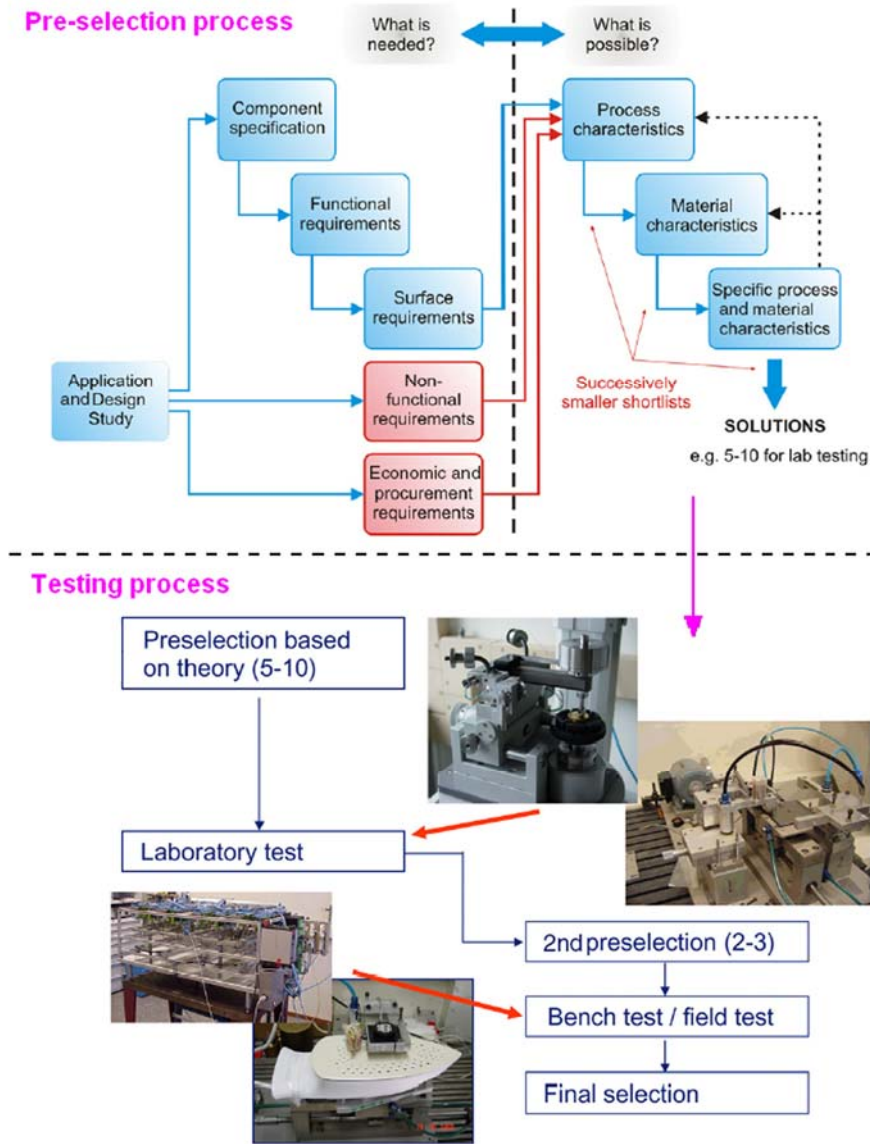 Pre-selection process
What is
needed?
What is
possible?
Component
specification
Functional
requirements
Surface
requirements
Application
and Design
Study
Non-
functional
requirements
Economic and
procurement
requirements
Process
characteristics
Material
characteristics
Specific process
and material
characteristics
Successively
smaller shortlists
SOLUTIONS
e.g. 5-10 for lab testing
Testing process
Preselection based
on theory (5-10)
Laboratory test
2nd preselection (2-3)
Bench test / field test
Final selection